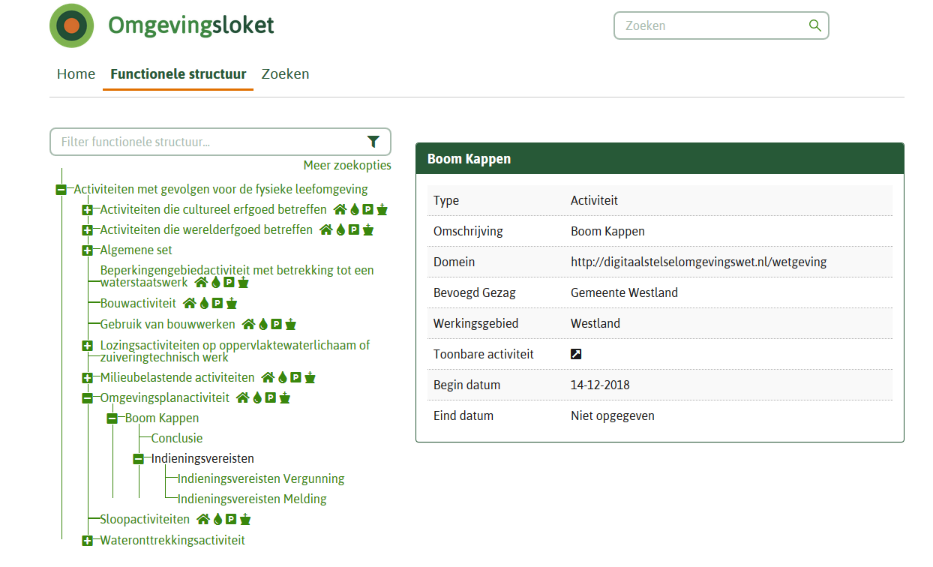 Omgevingsloket
Zoeken
Home Functionele structuur Zoeken
Filter functionele structuur...
Meer zoekopties
Activiteiten met gevolgen voor de fysieke leefomgeving
Activiteiten die cultureel erfgoed betreffen P
Activiteiten die werelderfgoed betreffen P
Algemene set
Beperkingengebiedactiviteit met betrekking tot een
waterstaatswerk P
Bouwactiviteit P
Gebruik van bouwwerken P
Lozingsactiviteiten op oppervlaktewaterlichaam of
zuiveringtechnisch werk
Milieubelastende activiteiten P
Omgevingsplanactiviteit P
Boom Kappen
Conclusie
Indieningsvereisten
Indieningsvereisten Vergunning
Indieningsvereisten Melding
Sloopactiviteiten P
Wateronttrekkingsactiviteit
Boom Kappen
Type Activiteit
Omschrijving Boom Kappen
Domein http://digitaalstelselomgevingswet.nl/wetgeving
Bevoegd Gezag Gemeente Westland
Werkingsgebied Westland
Toonbare activiteit
Begin datum 14-12-2018
Eind datum Niet opgegeven